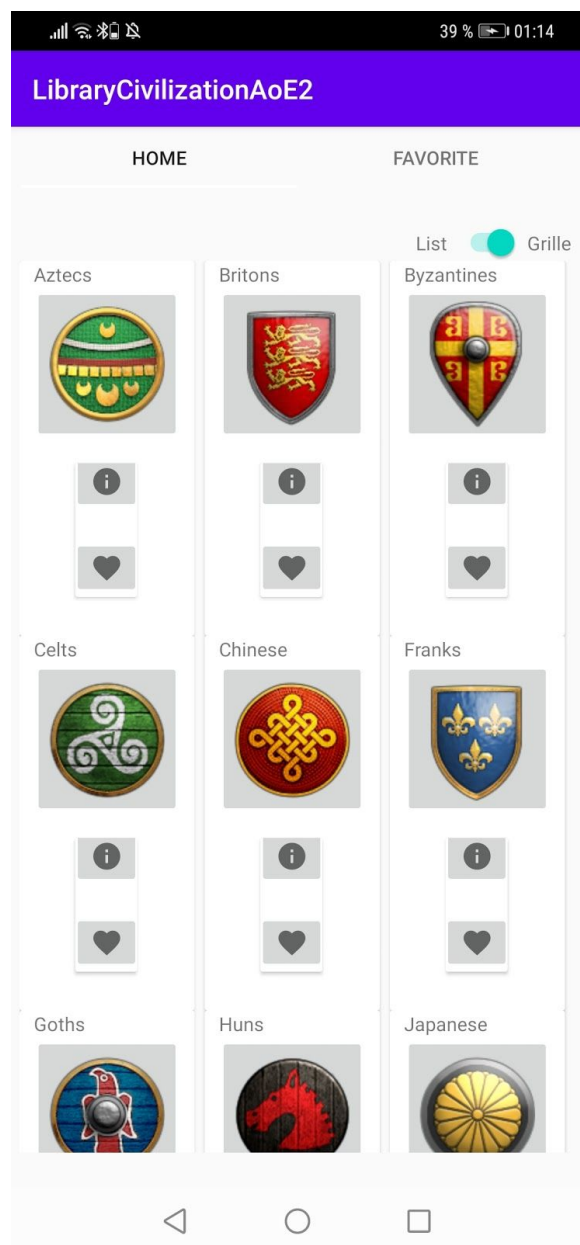 39 % 01:14
LibraryCivilizationAoE2
HOME FAVORITE
List Grille
Aztecs Britons Byzantines
Celts Chinese Franks
Goths Huns Japanese